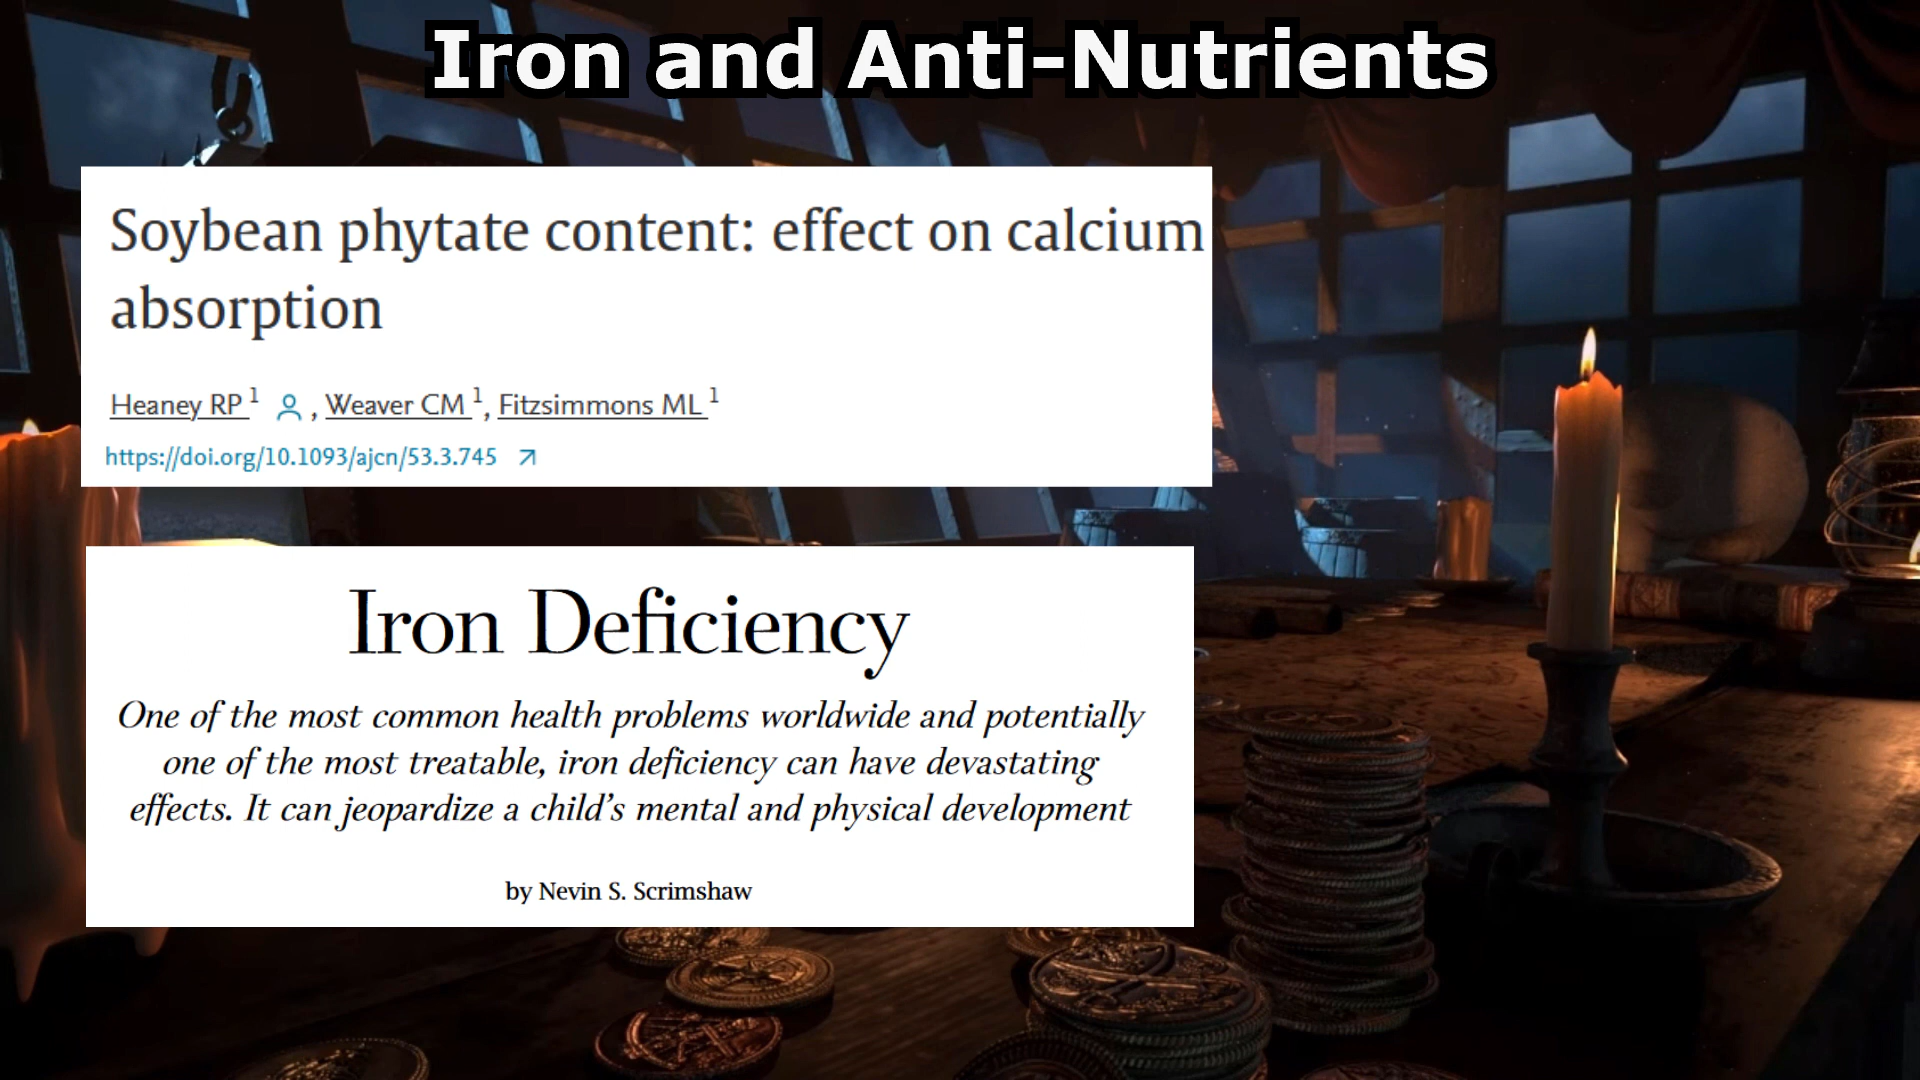 Iron and Anti-Nutrients
Soybean phytate content: effect on calcium
absorption
Heaney RP 1 , Weaver CM 1, Fitzsimmons ML 1
https://doi.org/10.1093/ajcn/53.3.745
Iron Deficiency
One of the most common health problems worldwide and potentially
one of the most treatable, iron deficiency can have devastating
effects. It can jeopardize a child's mental and physical development
by Nevin S. Scrimshaw